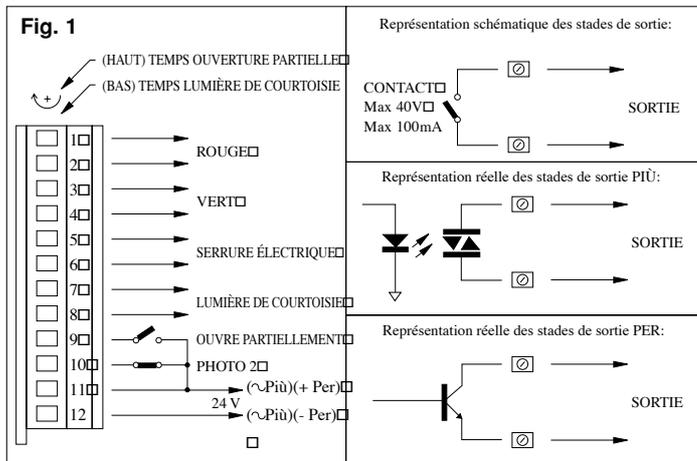 Fig. 1
(HAUT) TEMPS OUVERTURE PARTIELLE
(BAS) TEMPS LUMIÈRE DE COURTOISIE
+
1
2
ROUGE
3
4
VERT
5
6
SERRURE ÉLECTRIQUE
7
8
LUMIÈRE DE COURTOISIE
9
OUVRE PARTIELLEMENT
10
PHOTO 2
11
(∿Più)(+ Per)
24 V
12
(∿Più)(- Per)
Représentation schématique des stades de sortie:
CONTACT
Max 40V
Max 100mA
SORTIE
Représentation réelle des stades de sortie PIÙ:
SORTIE
Représentation réelle des stades de sortie PER:
SORTIE